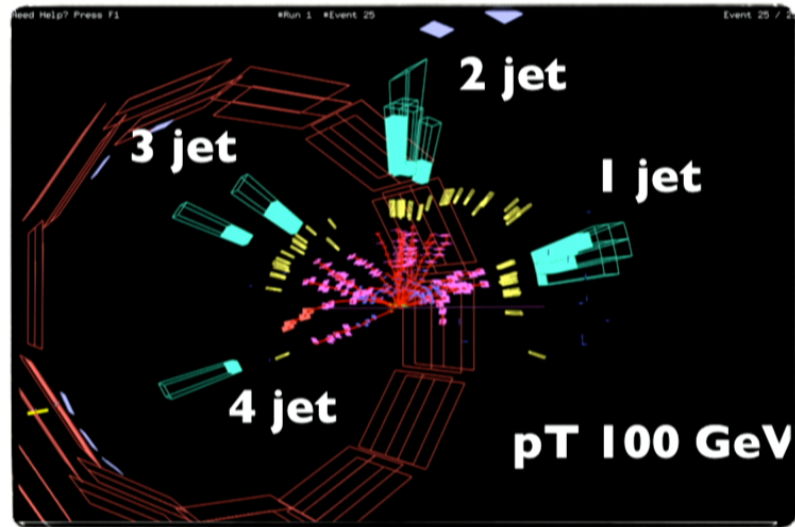 Need Help? Press F1
*Run 1 *Event 25
Event 25 / 2
2 jet
3 jet
1 jet
4 jet
pT 100 GeV